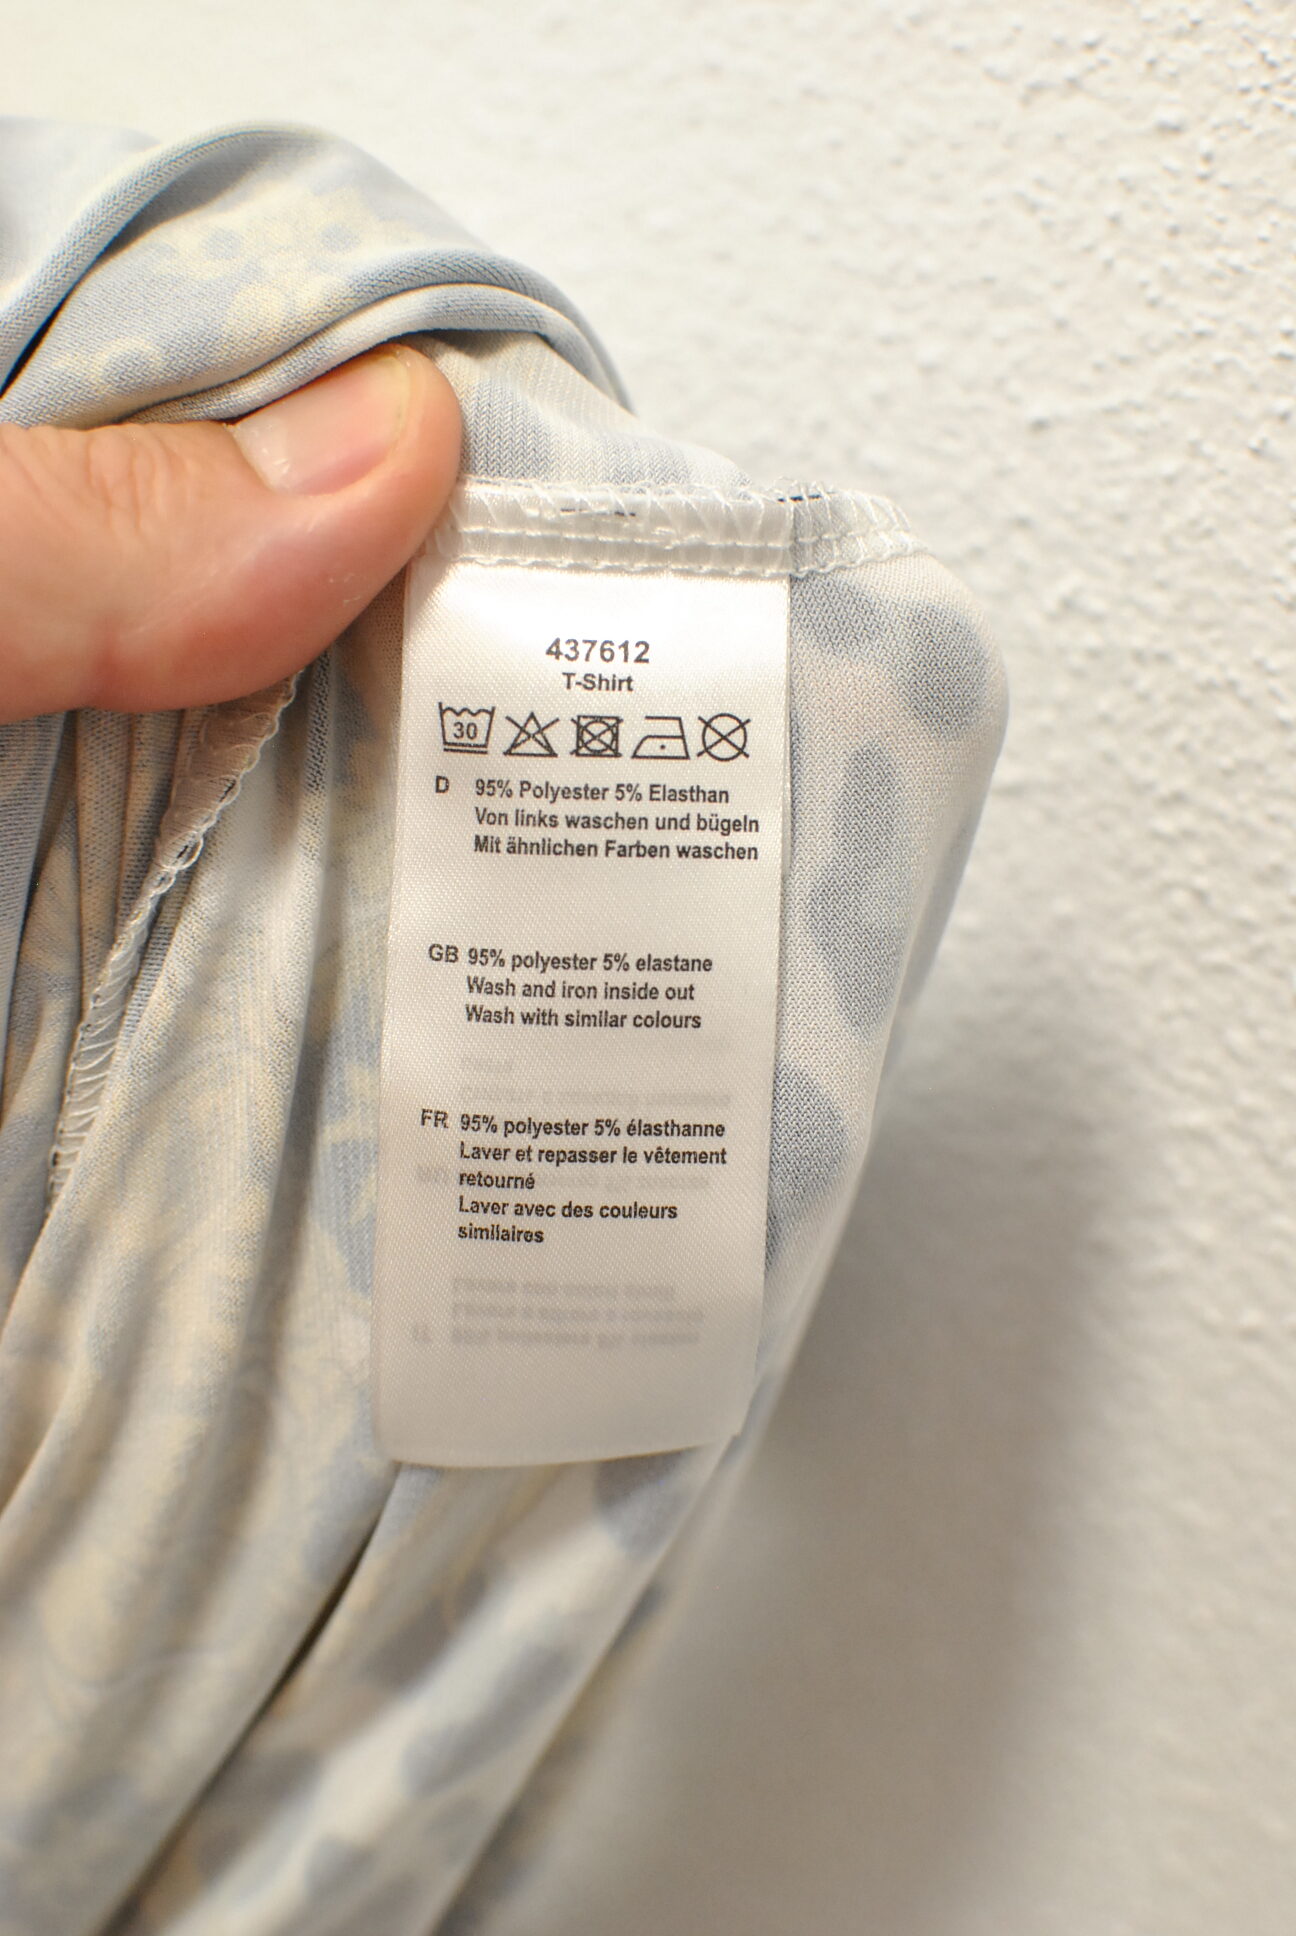 437612
T-Shirt
30
D 95% Polyester 5% Elasthan
Von links waschen und bügeln
Mit ähnlichen Farben waschen
GB 95% polyester 5% elastane
Wash and iron inside out
Wash with similar colours
FR 95% polyester 5% élasthanne
Laver et repasser le vêtement
retourné
Laver avec des couleurs
similaires